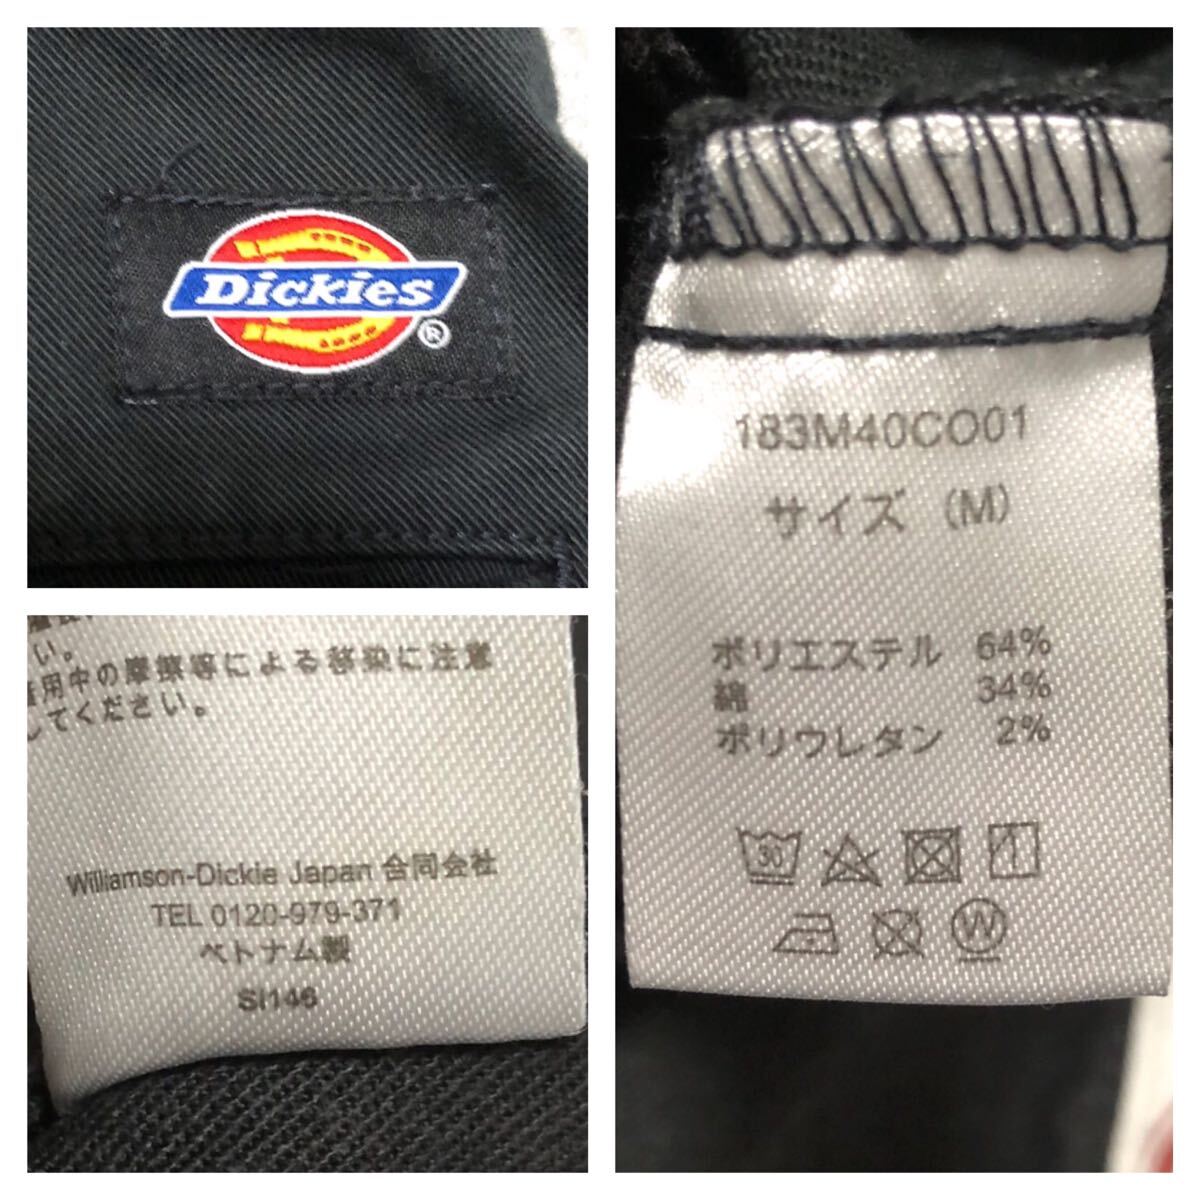 Dickies
®
い。
着用中の摩擦等による移染に注意
してください。
Williamson-Dickie Japan 合同会社
TEL 0120-979-371
ベトナム製
SI146
183M40CO01
サイズ (M)
ポリエステル 64%
綿 34%
ポリウレタン 2%
30
W